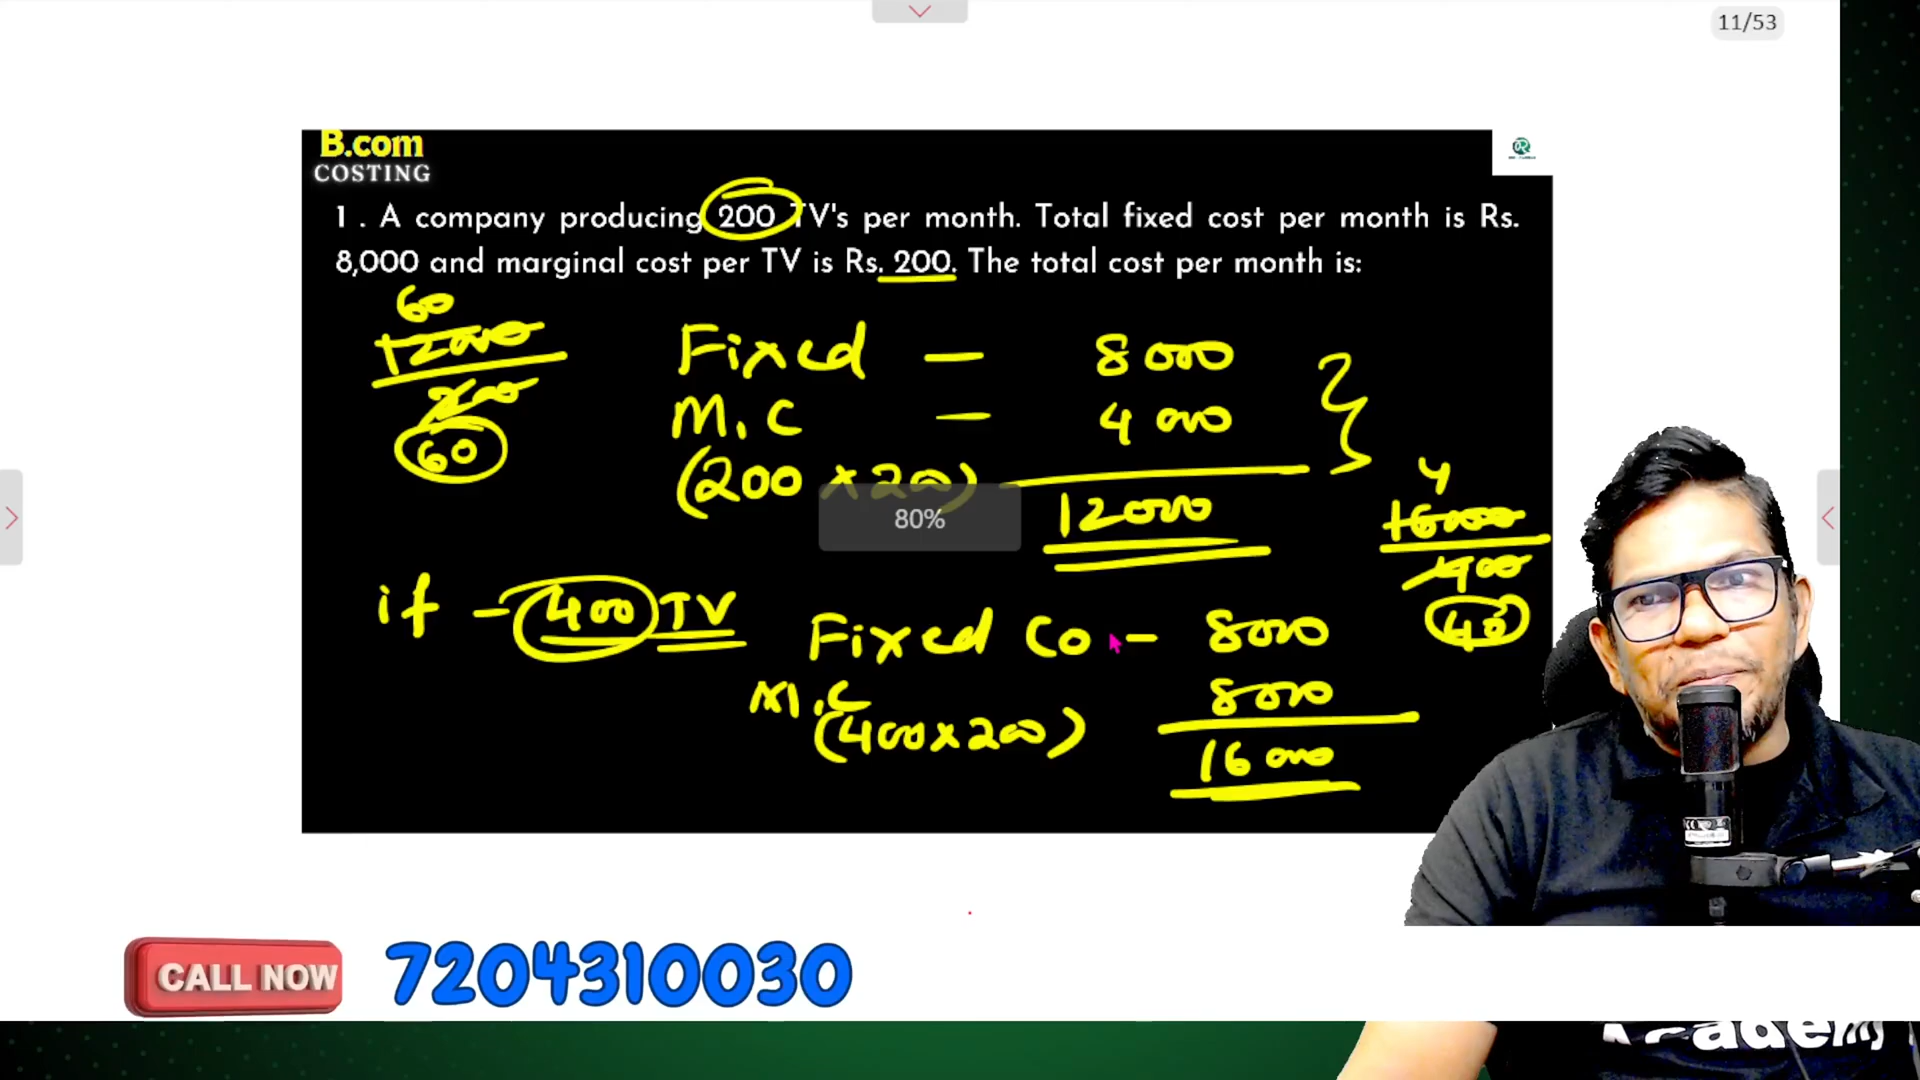 11/53
B.com
COSTING
1 . A company producing 200 TV's per month. Total fixed cost per month is Rs.
8,000 and marginal cost per TV is Rs. 200. The total cost per month is:
60
12000
200
60
Fixed — 8000
M.C — 4000
(200 × 200)
12000
80%
16000
400
40
if - 400 TV
Fixed Co - 8000
M.C 8000
(400×200)
16000
CALL NOW 7204310030